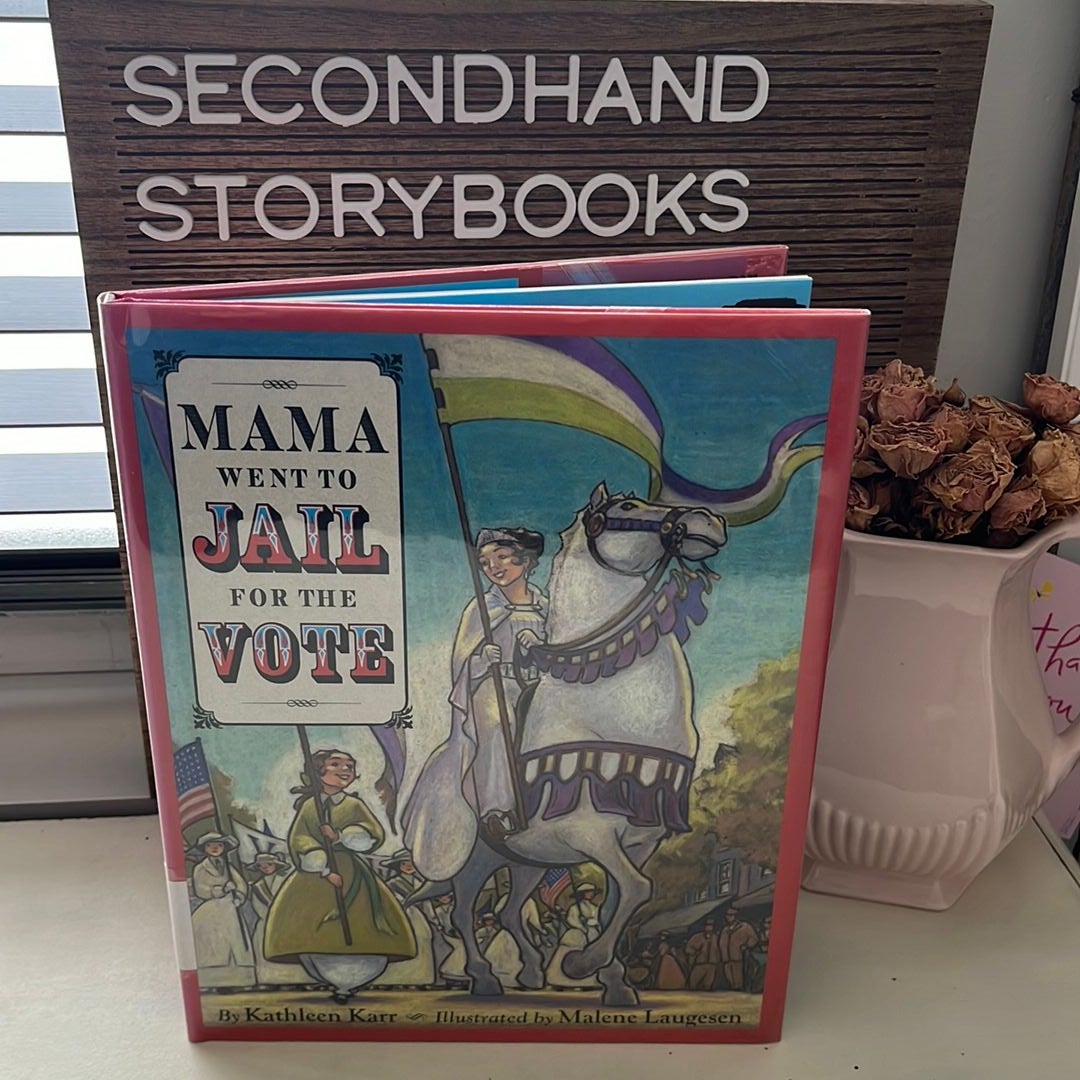 SECONDHAND
STORYBOOKS
MAMA
WENT TO
JAIL
FOR THE
VOTE
By Kathleen Karr Illustrated by Malene Laugesen